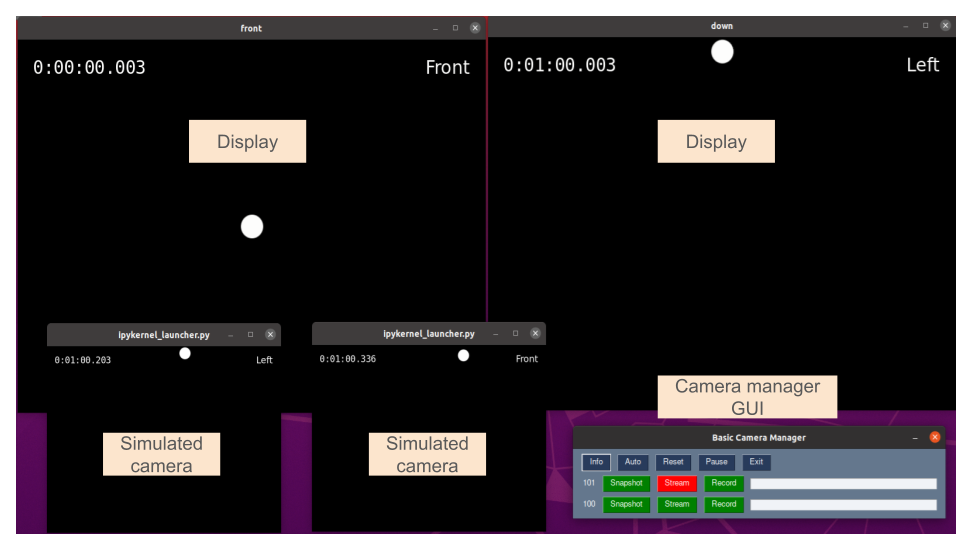 front
0:00:00.003 Front
Display
down
0:01:00.003 Left
Display
ipykernel_launcher.py
0:01:00.203 Left
Simulated
camera
ipykernel_launcher.py
0:01:00.336 Front
Simulated
camera
Camera manager
GUI
Basic Camera Manager
Info Auto Reset Pause Exit
101 Snapshot Stream Record
100 Snapshot Stream Record